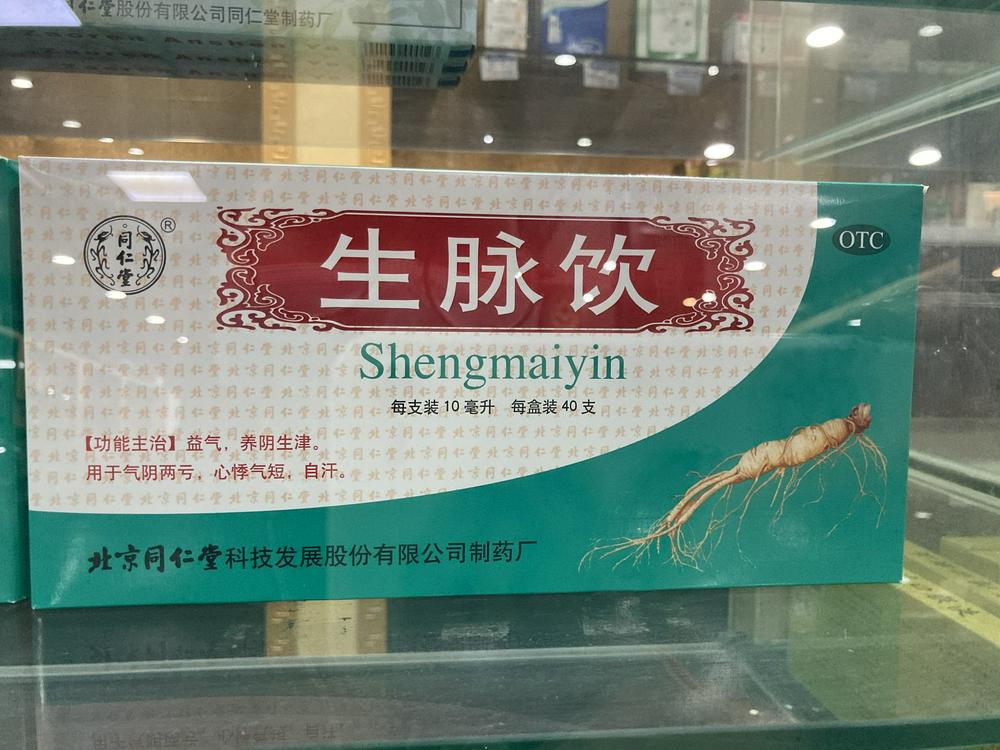 同仁堂股份有限公司同仁堂制药厂
同仁堂
®
生脉饮
OTC
Shengmaiyin
每支装10毫升 每盒装40支
【功能主治】益气，养阴生津。
用于气阴两亏，心悸气短，自汗。
北京同仁堂科技发展股份有限公司制药厂